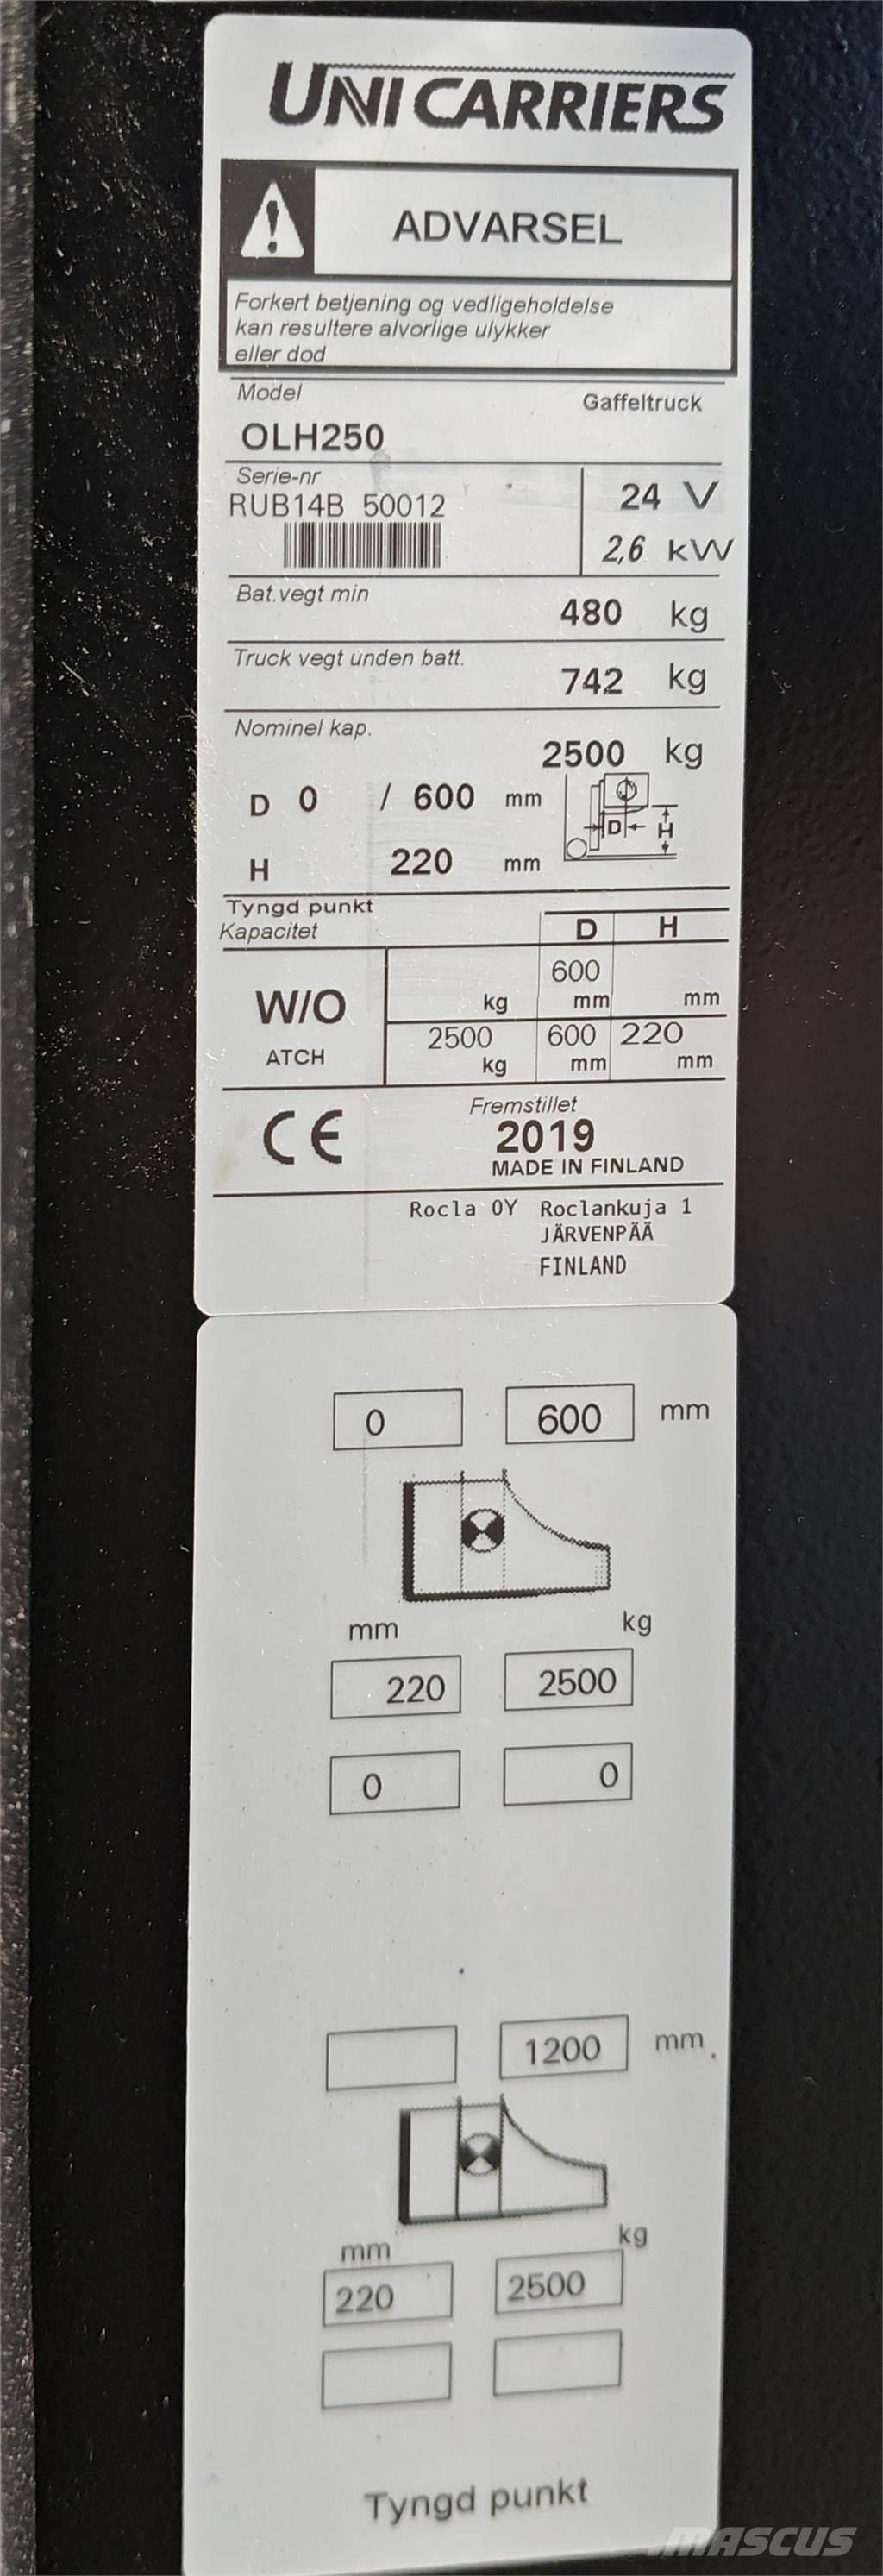 UNICARRIERS
ADVARSEL
Forkert betjening og vedligeholdelse
kan resultere alvorlige ulykker
eller dod
Model Gaffeltruck
OLH250
Serie-nr
RUB14B 50012 24 V
2,6 kW
Bat.vegt min
480 kg
Truck vegt unden batt.
742 kg
Nominel kap.
2500 kg
D 0 / 600 mm
D H
H 220 mm
Tyngd punkt
Kapacitet D H
600
W/O kg mm mm
2500 600 220
ATCH kg mm mm
CE Fremstillet
2019
MADE IN FINLAND
Rocla OY Roclankuja 1
JÄRVENPÄÄ
FINLAND
0 600 mm
mm kg
220 2500
0 0
1200 mm
mm kg
220 2500
Tyngd punkt
MASCUS